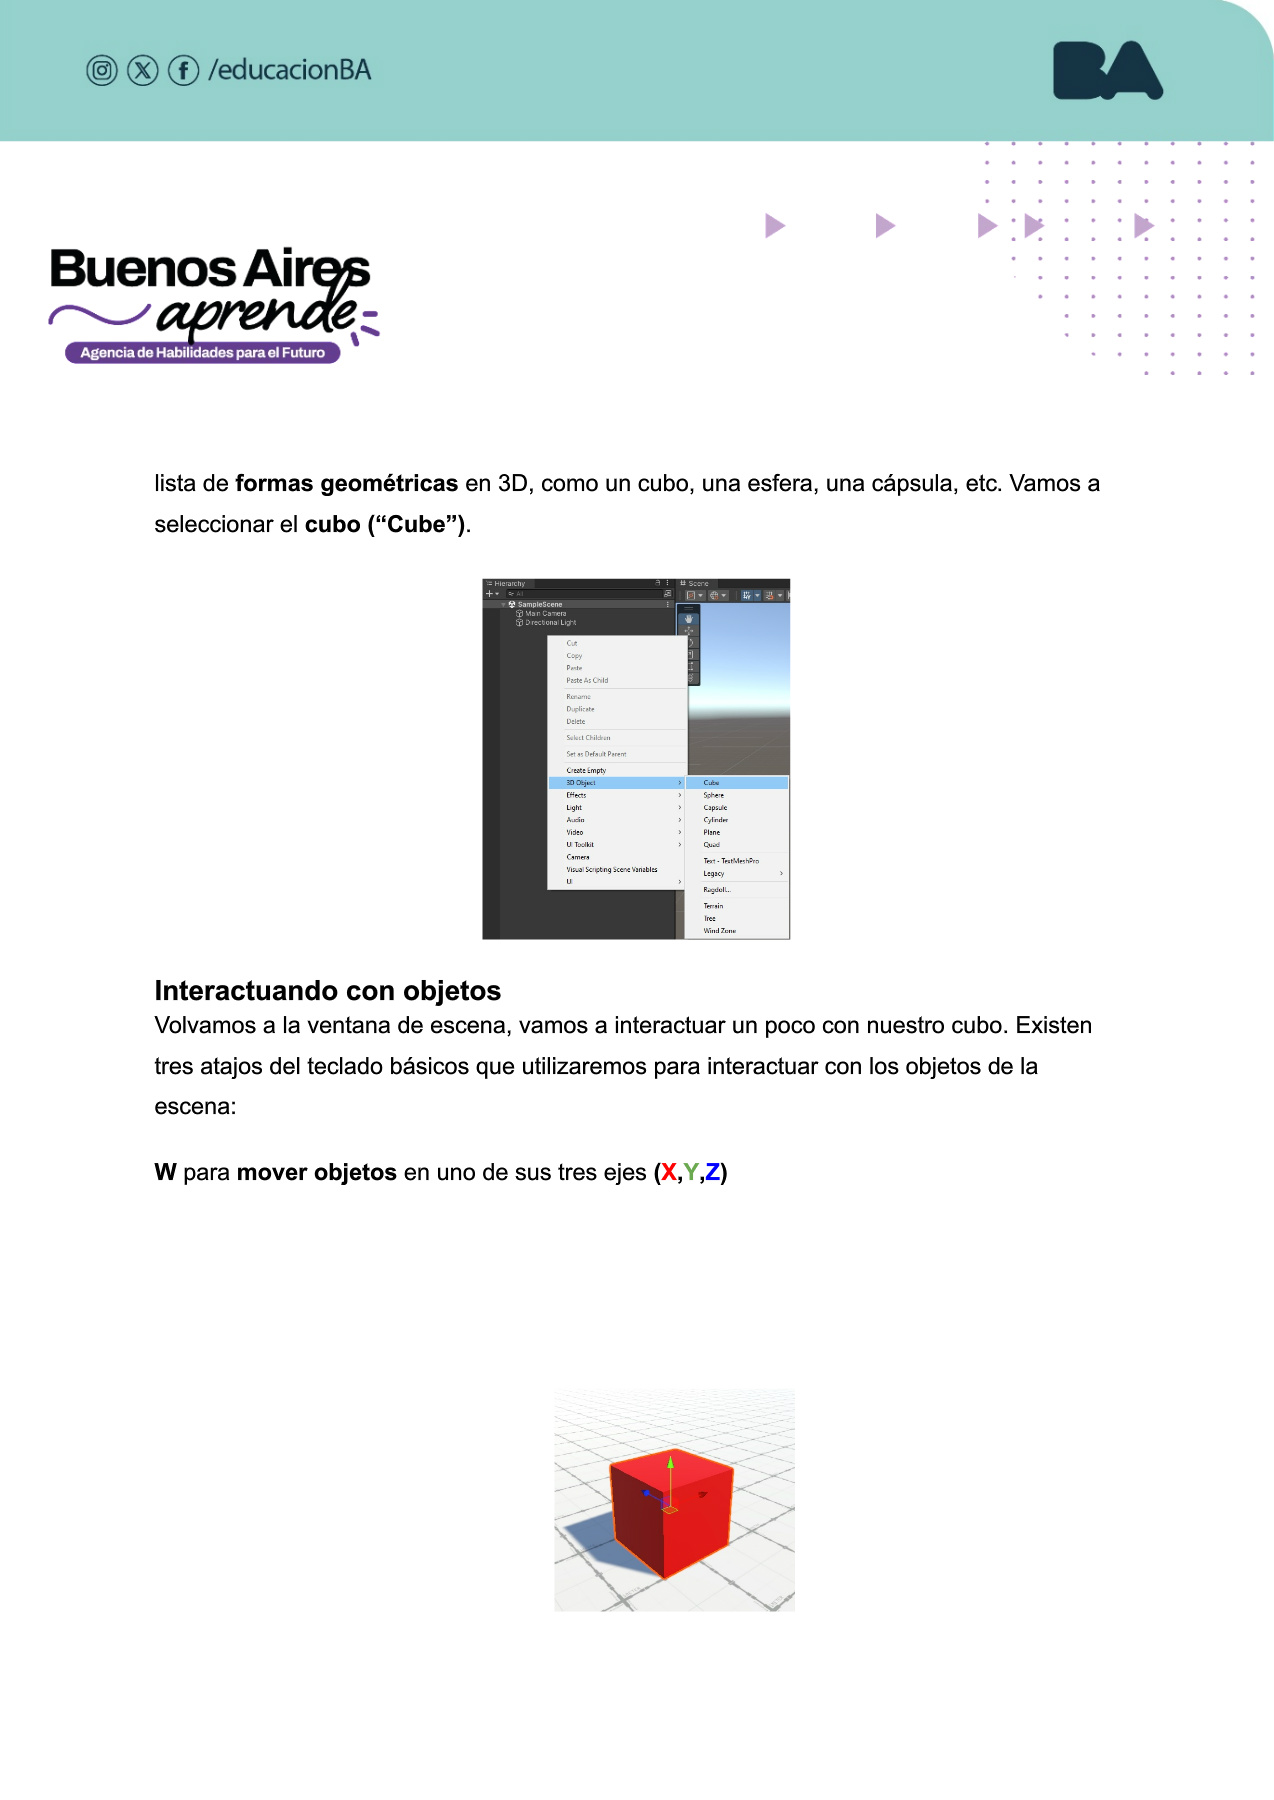 /educacionBA
BA
Buenos Aires
aprende
Agencia de Habilidades para el Futuro
lista de formas geométricas en 3D, como un cubo, una esfera, una cápsula, etc. Vamos a
seleccionar el cubo (“Cube”).
Hierarchy
All
SampleScene
Main Camera
Directional Light
Scene
Cut
Copy
Paste
Paste As Child
Rename
Duplicate
Delete
Select Children
Set as Default Parent
Create Empty
3D Object
Effects
Light
Audio
Video
UI Toolkit
Camera
Visual Scripting Scene Variables
UI
Cube
Sphere
Capsule
Cylinder
Plane
Quad
Text - TextMeshPro
Legacy
Ragdoll...
Terrain
Tree
Wind Zone
Interactuando con objetos
Volvamos a la ventana de escena, vamos a interactuar un poco con nuestro cubo. Existen
tres atajos del teclado básicos que utilizaremos para interactuar con los objetos de la
escena:
W para mover objetos en uno de sus tres ejes (X,Y,Z)